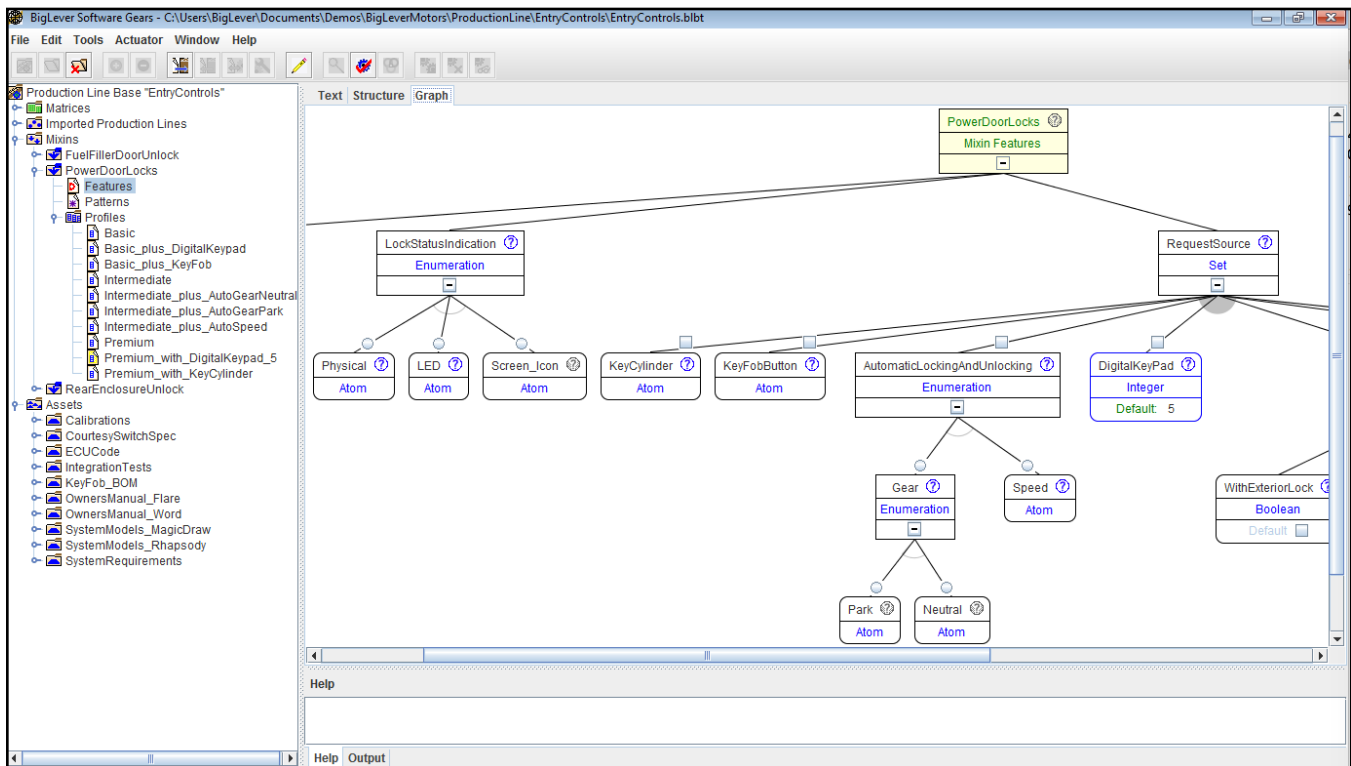 BigLever Software Gears - C:\Users\BigLever\Documents\Demos\BigLeverMotors\ProductionLine\EntryControls\EntryControls.blbt
File Edit Tools Actuator Window Help
Production Line Base "EntryControls"
Matrices
Imported Production Lines
Mixins
FuelFillerDoorUnlock
PowerDoorLocks
Features
Patterns
Profiles
Basic
Basic_plus_DigitalKeypad
Basic_plus_KeyFob
Intermediate
Intermediate_plus_AutoGearNeutral
Intermediate_plus_AutoGearPark
Intermediate_plus_AutoSpeed
Premium
Premium_with_DigitalKeypad_5
Premium_with_KeyCylinder
RearEnclosureUnlock
Assets
Calibrations
CourtesySwitchSpec
ECUCode
IntegrationTests
KeyFob_BOM
OwnersManual_Flare
OwnersManual_Word
SystemModels_MagicDraw
SystemModels_Rhapsody
SystemRequirements
Text Structure Graph
PowerDoorLocks ?
Mixin Features
LockStatusIndication ? RequestSource ?
Enumeration Set
Physical ? LED ? Screen_Icon ? KeyCylinder ? KeyFobButton ? AutomaticLockingAndUnlocking ? DigitalKeyPad ?
Atom Atom Atom Atom Atom Enumeration Integer
Default: 5
Gear ? Speed ? WithExteriorLock ?
Enumeration Atom Boolean
Default
Park ? Neutral ?
Atom Atom
Help
Help Output